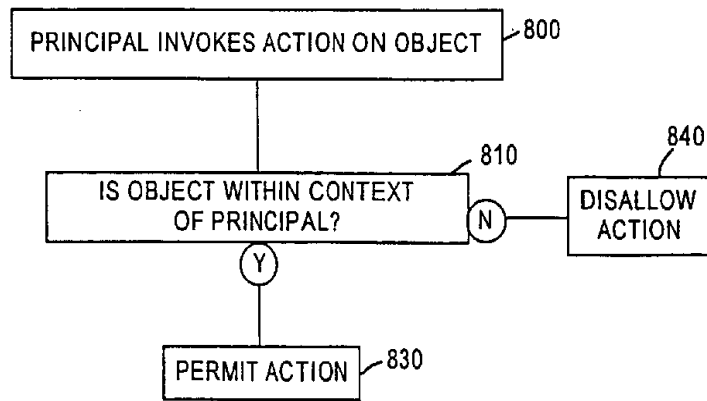 PRINCIPAL INVOKES ACTION ON OBJECT
800
810
IS OBJECT WITHIN CONTEXT
OF PRINCIPAL?
N
840
DISALLOW
ACTION
Y
PERMIT ACTION
830